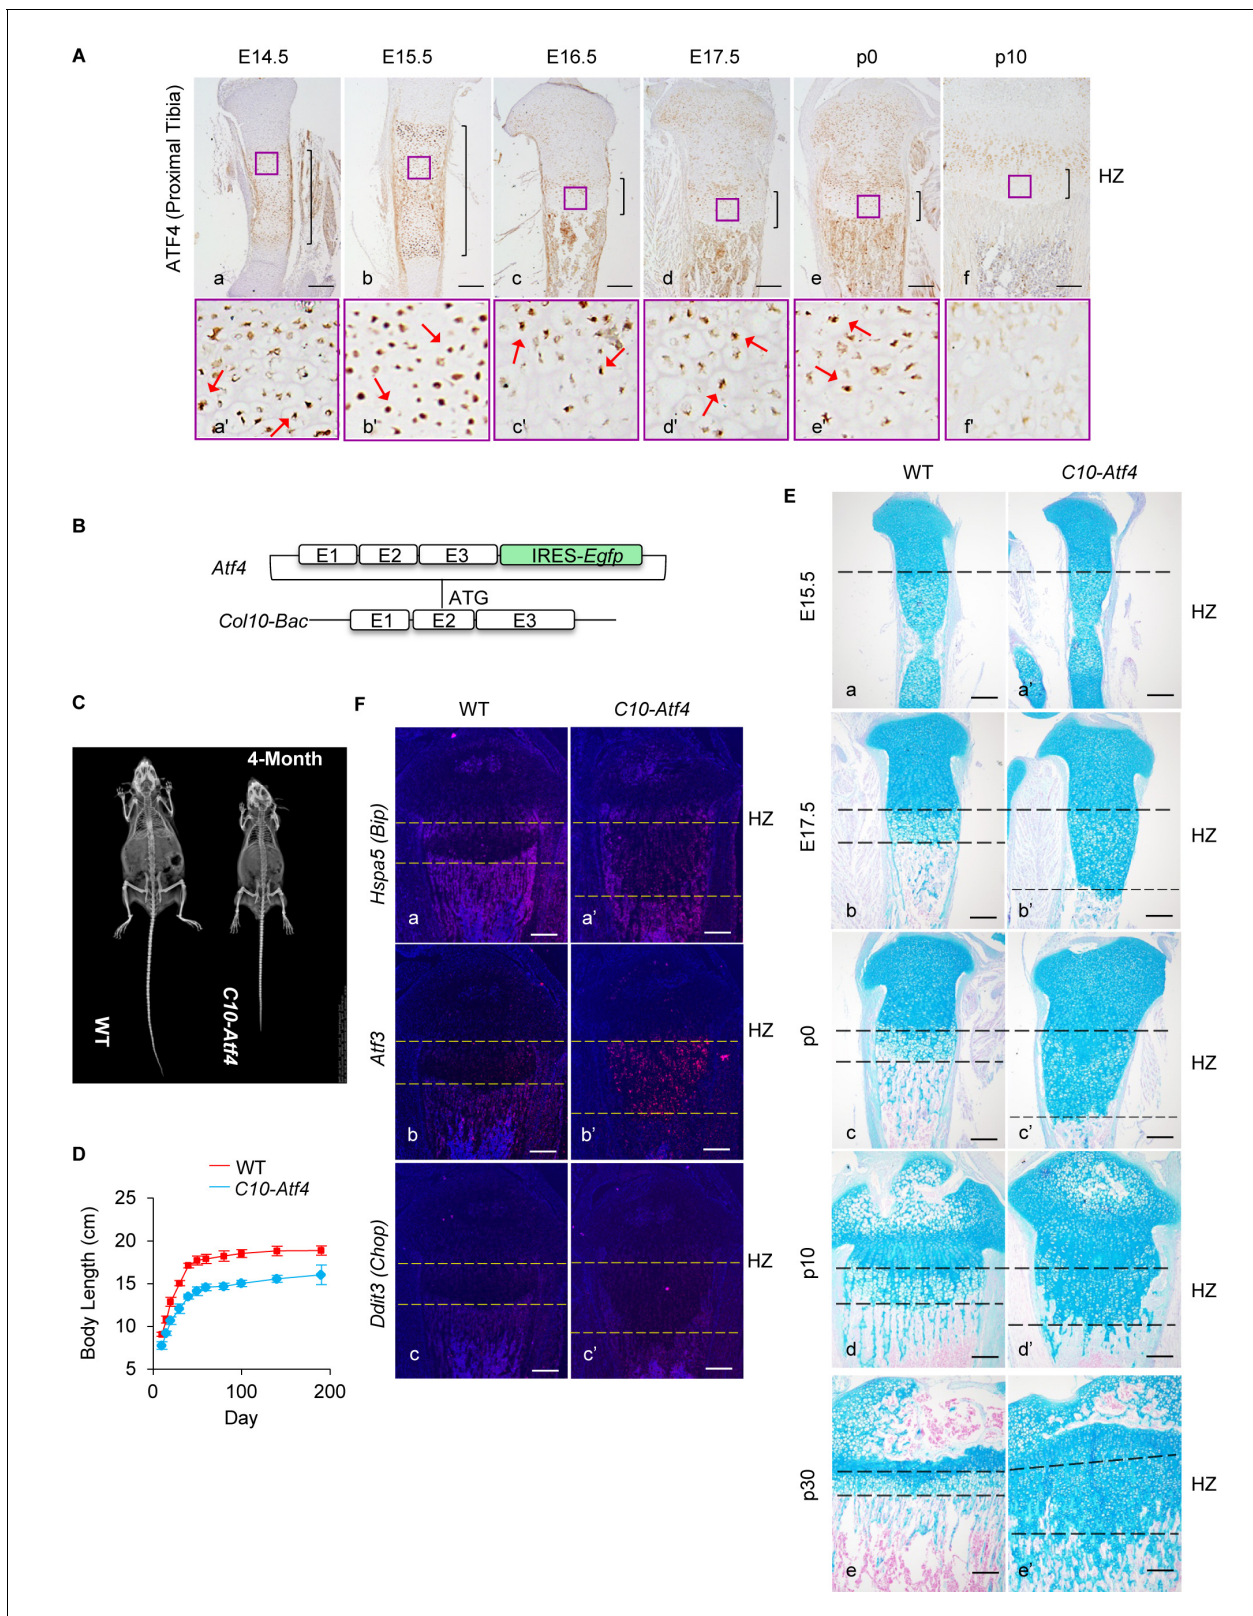 A
E14.5 E15.5 E16.5 E17.5 p0 p10
ATF4 (Proximal Tibia)
a b c d e f
HZ
a' b' c' d' e' f'
B
Atf4
E1 E2 E3 IRES-Egfp
ATG
Col10-Bac
E1 E2 E3
C
4-Month
WT
C10-Atf4
D
WT
C10-Atf4
Body Length (cm)
25
20
15
10
5
0 100 200
Day
E
WT C10-Atf4
E15.5
a a'
HZ
E17.5
b b'
HZ
p0
c c'
HZ
p10
d d'
HZ
p30
e e'
HZ
F
WT C10-Atf4
Hspa5 (Bip)
a a'
HZ
Atf3
b b'
HZ
Ddit3 (Chop)
c c'
HZ